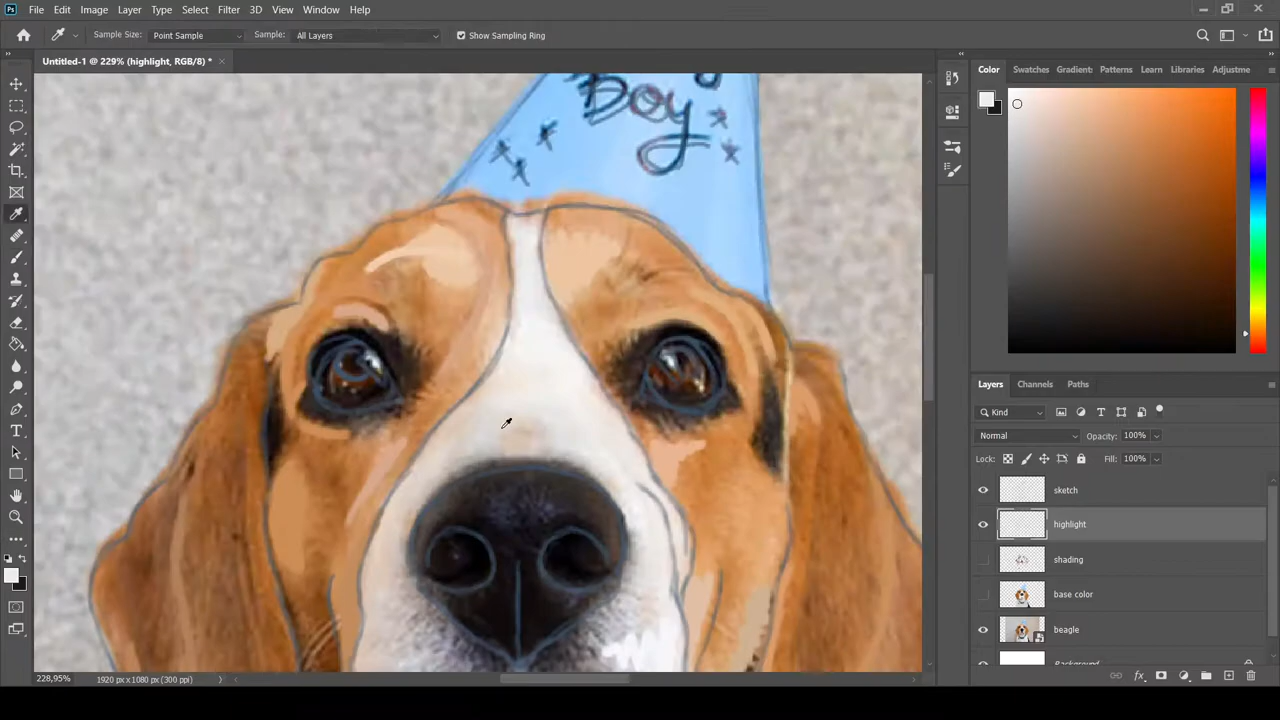 Ps File Edit Image Layer Type Select Filter 3D View Window Help
Sample Size: Point Sample Sample: All Layers Show Sampling Ring
Untitled-1 @ 229% (highlight, RGB/8) *
Color Swatches Gradient: Patterns Learn Libraries Adjustme
Boy
Layers Channels Paths
Kind
Normal Opacity: 100%
Lock: Fill: 100%
sketch
highlight
shading
base color
beagle
Background
228,95% 1920 px x 1080 px (300 ppi)